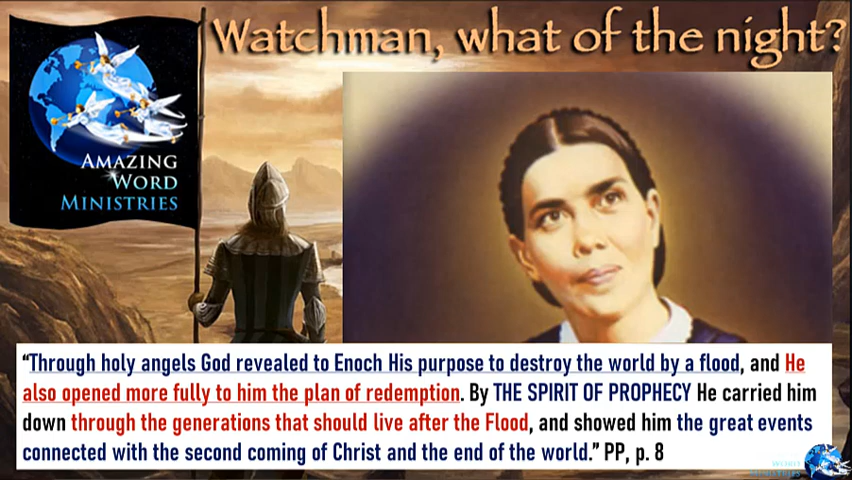 Watchman, what of the night?
AMAZING
WORD
MINISTRIES
“Through holy angels God revealed to Enoch His purpose to destroy the world by a flood, and He
also opened more fully to him the plan of redemption. By THE SPIRIT OF PROPHECY He carried him
down through the generations that should live after the Flood, and showed him the great events
connected with the second coming of Christ and the end of the world.” PP, p. 8
MINISTRIES